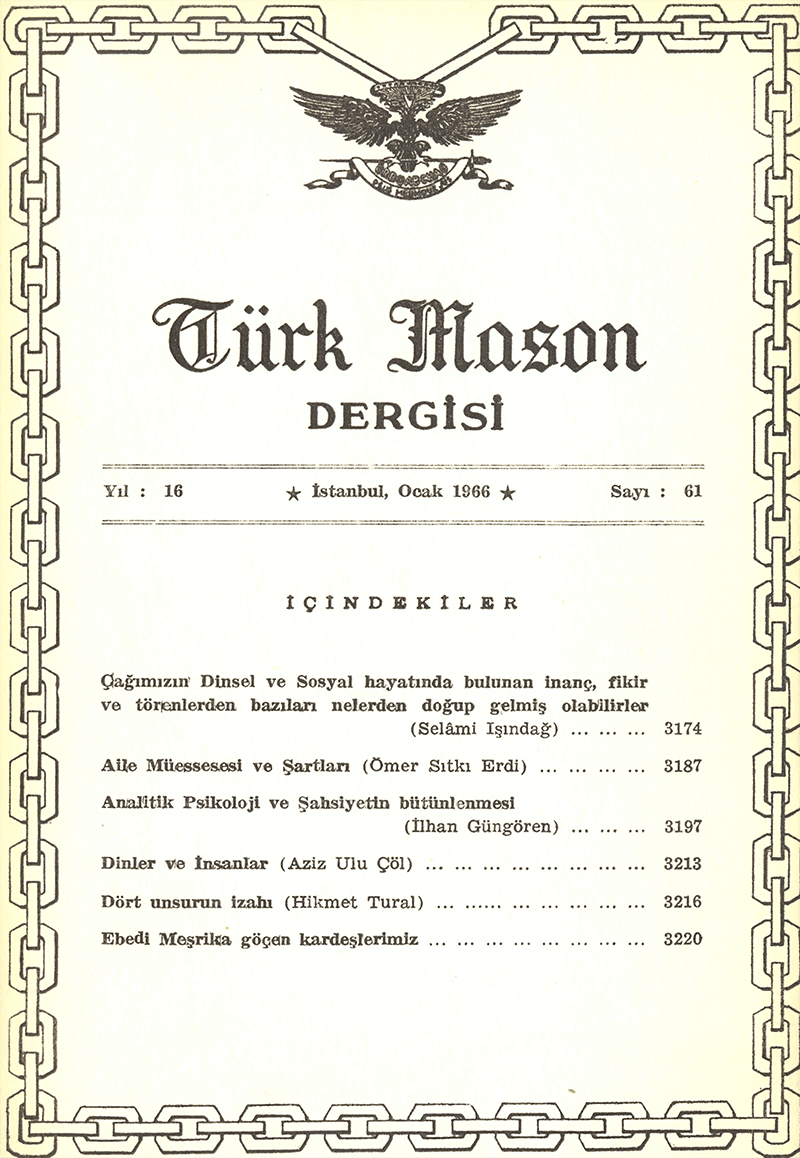 Türk Mason
DERGİSİ
Yıl : 16 ★ İstanbul, Ocak 1966 ★ Sayı : 61
İÇİNDEKİLER
Çağımızın Dinsel ve Sosyal hayatında bulunan inanç, fikir
ve törenlerden bazıları nelerden doğup gelmiş olabilirler
(Selâmi Işındağ) ... ... ... 3174
Aile Müessesesi ve Şartları (Ömer Sıtkı Erdi) ... ... ... ... 3187
Analitik Psikoloji ve Şahsiyetin bütünlenmesi
(İlhan Güngören) ... ... ... 3197
Dinler ve İnsanlar (Aziz Ulu Çöl) ... ... ... ... ... ... ... ... 3213
Dört unsurun izahı (Hikmet Tural) ... ...... ... ... ... ... ... 3216
Ebedi Meşrika göçen kardeşlerimiz ... ... ... ... ... ... ... ... 3220